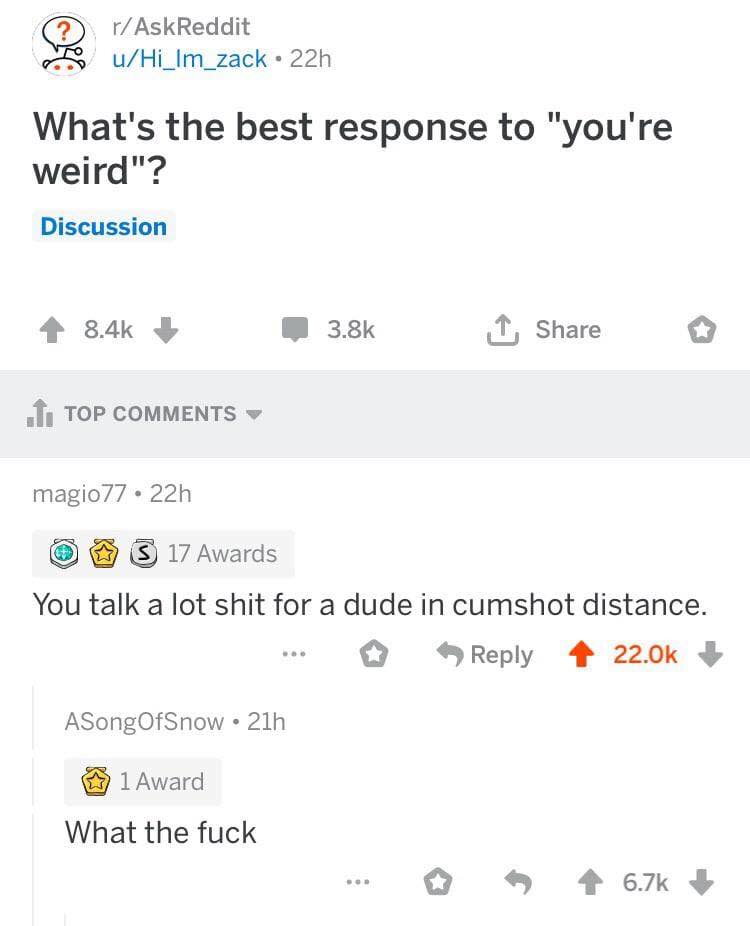 r/AskReddit
u/Hi_Im_zack • 22h
What's the best response to "you're
weird"?
Discussion
8.4k
3.8k
Share
TOP COMMENTS
magio77 • 22h
S 17 Awards
You talk a lot shit for a dude in cumshot distance.
Reply
22.0k
ASongOfSnow • 21h
1 Award
What the fuck
6.7k